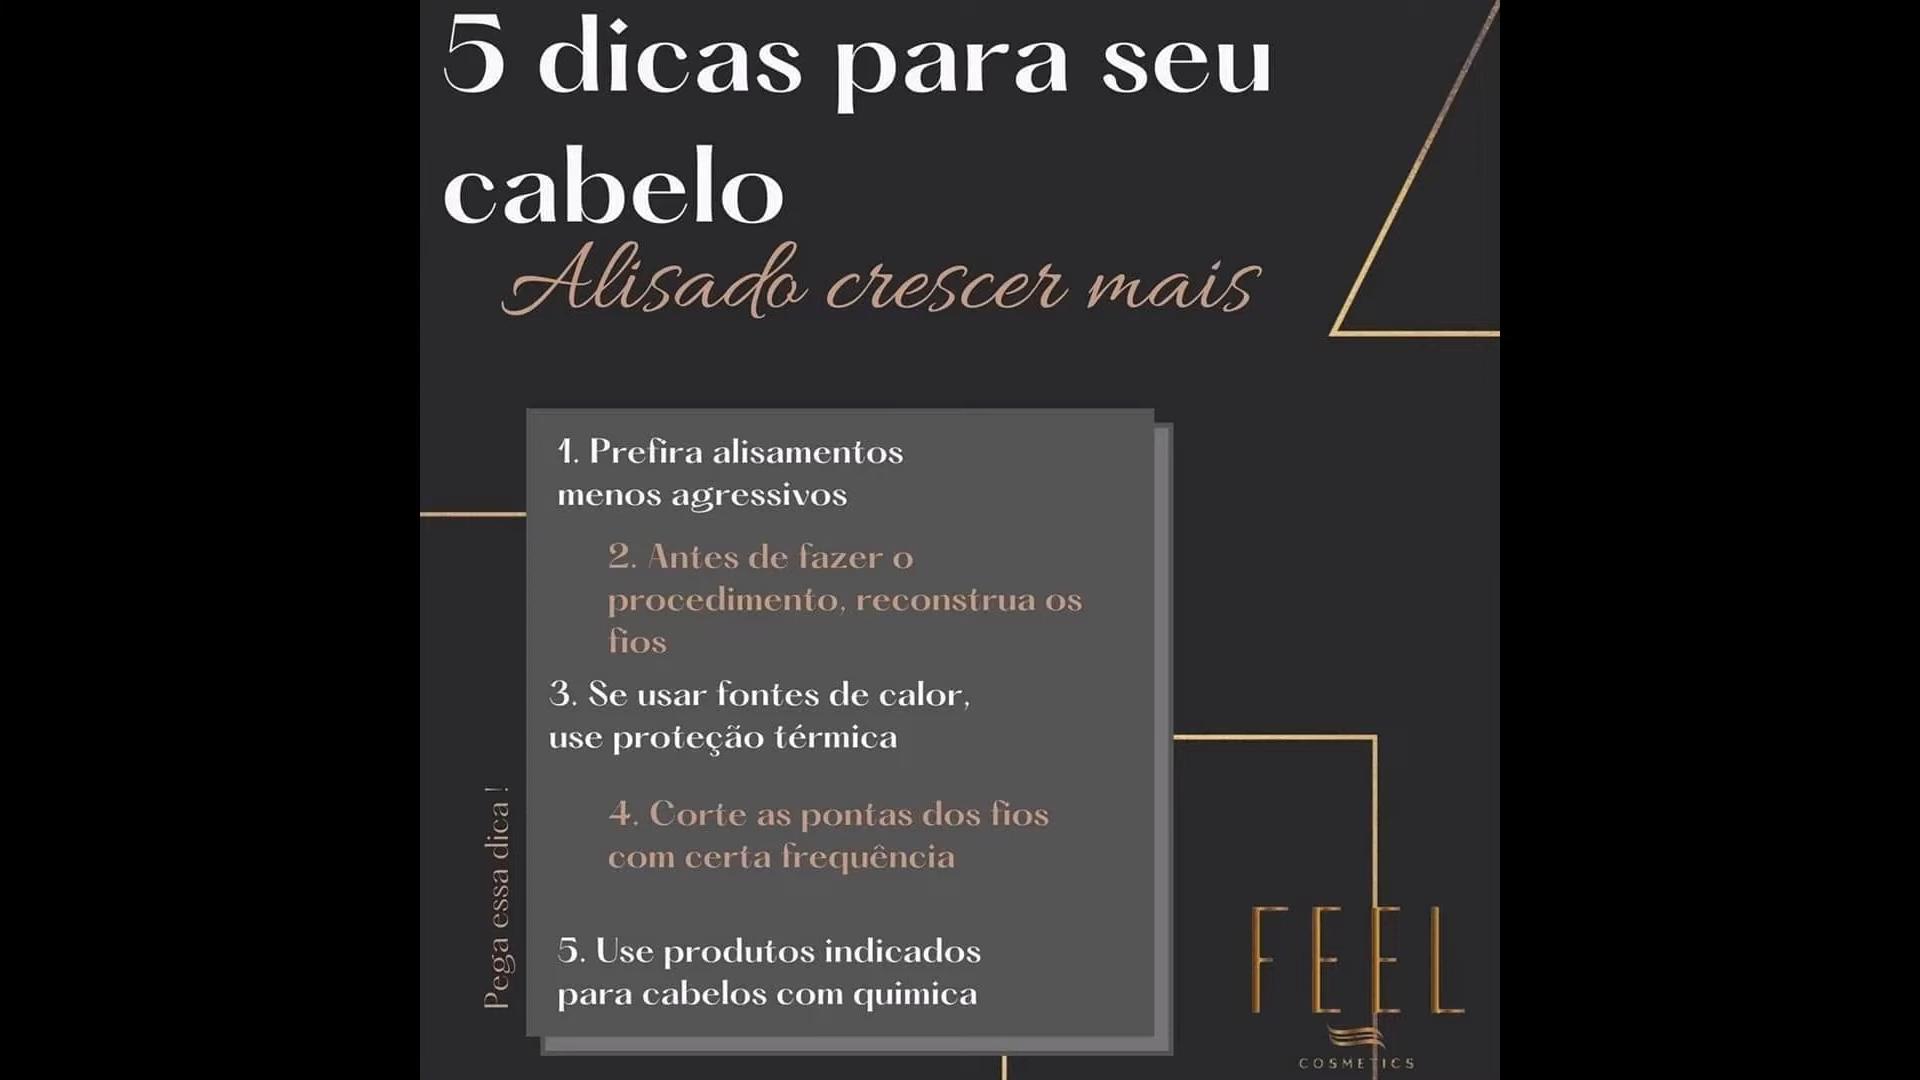 5 dicas para seu
cabelo
Alisado crescer mais
1. Prefira alisamentos
menos agressivos
2. Antes de fazer o
procedimento, reconstrua os
fios
3. Se usar fontes de calor,
use proteção térmica
4. Corte as pontas dos fios
com certa frequência
5. Use produtos indicados
para cabelos com quimica
Pega essa dica !
FEEL
COSMETICS